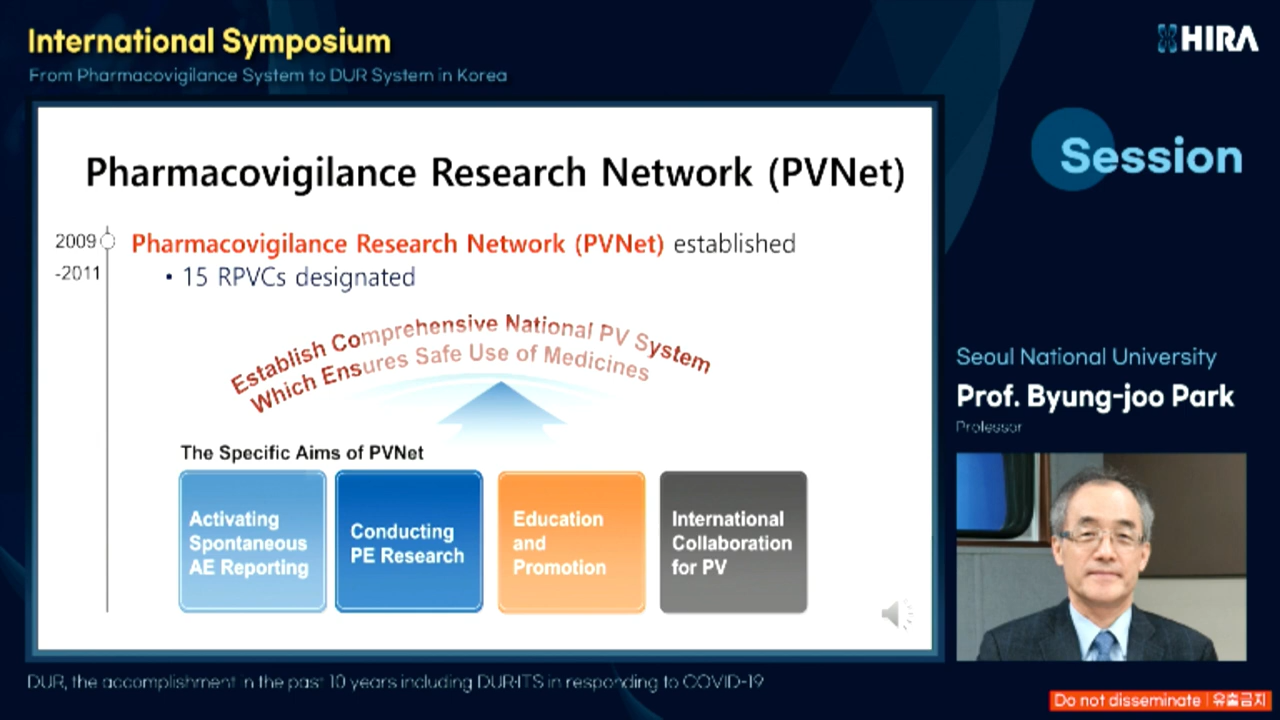 International Symposium
From Pharmacovigilance System to DUR System in Korea
HIRA
Session
Pharmacovigilance Research Network (PVNet)
2009
-2011
Pharmacovigilance Research Network (PVNet) established
• 15 RPVCs designated
Establish Comprehensive National PV System
Which Ensures Safe Use of Medicines
The Specific Aims of PVNet
Activating
Spontaneous
AE Reporting
Conducting
PE Research
Education
and
Promotion
International
Collaboration
for PV
Seoul National University
Prof. Byung-joo Park
Professor
DUR, the accomplishment in the past 10 years including DUR·ITS in responding to COVID-19
Do not disseminate | 유출금지